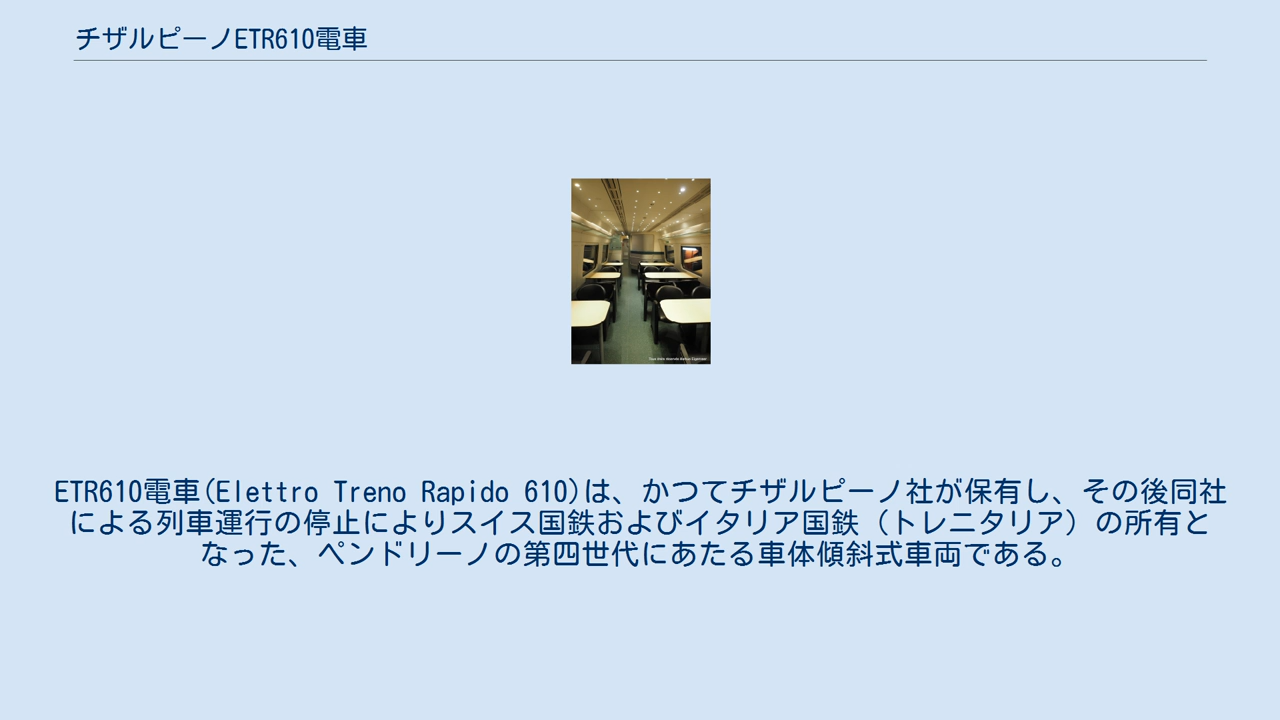 チザルピーノETR610電車
ETR610電車(Elettro Treno Rapido 610)は、かつてチザルピーノ社が保有し、その後同社
による列車運行の停止によりスイス国鉄およびイタリア国鉄（トレニタリア）の所有と
なった、ペンドリーノの第四世代にあたる車体傾斜式車両である。